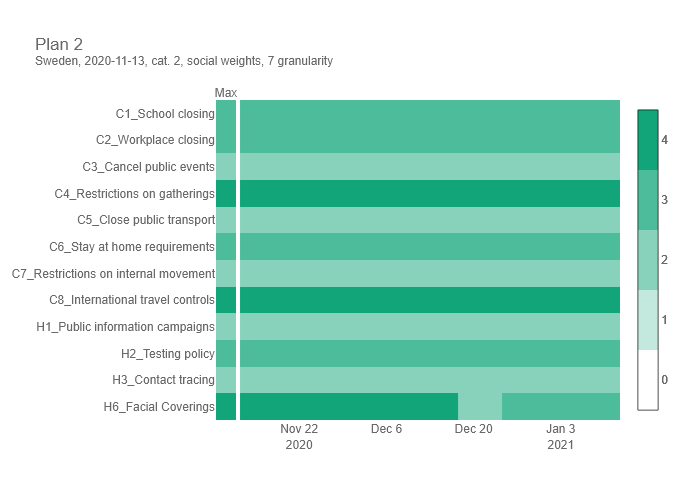 Plan 2
Sweden, 2020-11-13, cat. 2, social weights, 7 granularity
Max
C1_School closing
C2_Workplace closing
C3_Cancel public events
C4_Restrictions on gatherings
C5_Close public transport
C6_Stay at home requirements
C7_Restrictions on internal movement
C8_International travel controls
H1_Public information campaigns
H2_Testing policy
H3_Contact tracing
H6_Facial Coverings
Nov 22 Dec 6 Dec 20 Jan 3
2020 2021
4
3
2
1
0